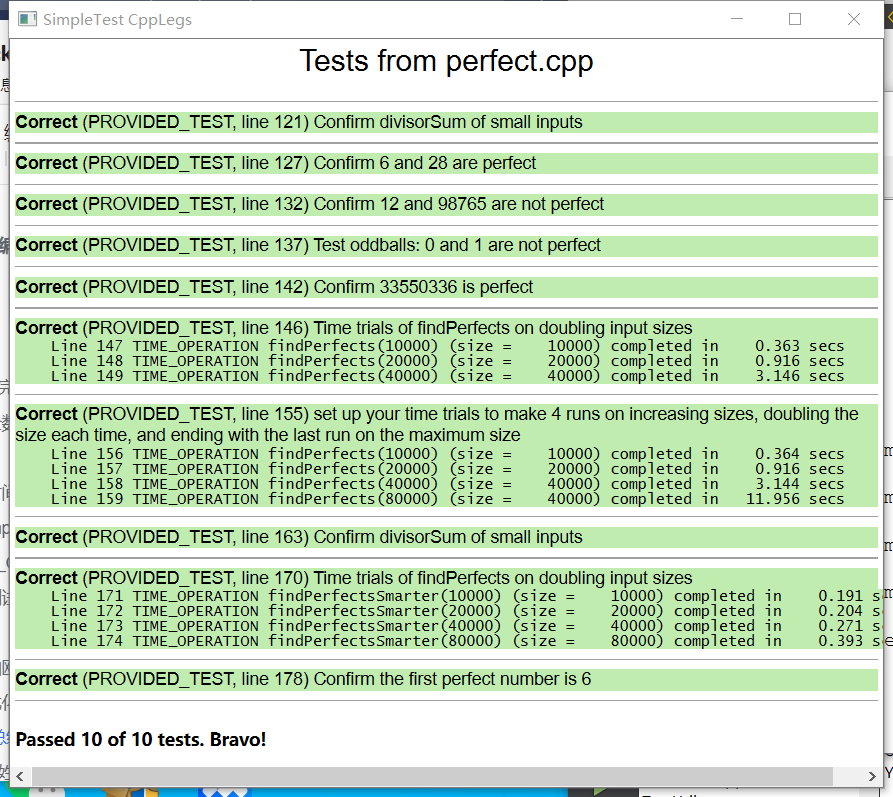 SimpleTest CppLegs
Tests from perfect.cpp
Correct (PROVIDED_TEST, line 121) Confirm divisorSum of small inputs
Correct (PROVIDED_TEST, line 127) Confirm 6 and 28 are perfect
Correct (PROVIDED_TEST, line 132) Confirm 12 and 98765 are not perfect
Correct (PROVIDED_TEST, line 137) Test oddballs: 0 and 1 are not perfect
Correct (PROVIDED_TEST, line 142) Confirm 33550336 is perfect
Correct (PROVIDED_TEST, line 146) Time trials of findPerfects on doubling input sizes
Line 147 TIME_OPERATION findPerfects(10000) (size =    10000) completed in    0.363 secs
Line 148 TIME_OPERATION findPerfects(20000) (size =    20000) completed in    0.916 secs
Line 149 TIME_OPERATION findPerfects(40000) (size =    40000) completed in    3.146 secs
Correct (PROVIDED_TEST, line 155) set up your time trials to make 4 runs on increasing sizes, doubling the
size each time, and ending with the last run on the maximum size
Line 156 TIME_OPERATION findPerfects(10000) (size =    10000) completed in    0.364 secs
Line 157 TIME_OPERATION findPerfects(20000) (size =    20000) completed in    0.916 secs
Line 158 TIME_OPERATION findPerfects(40000) (size =    40000) completed in    3.144 secs
Line 159 TIME_OPERATION findPerfects(80000) (size =    40000) completed in   11.956 secs
Correct (PROVIDED_TEST, line 163) Confirm divisorSum of small inputs
Correct (PROVIDED_TEST, line 170) Time trials of findPerfects on doubling input sizes
Line 171 TIME_OPERATION findPerfectsSmarter(10000) (size =    10000) completed in    0.191 s
Line 172 TIME_OPERATION findPerfectsSmarter(20000) (size =    20000) completed in    0.204 s
Line 173 TIME_OPERATION findPerfectsSmarter(40000) (size =    40000) completed in    0.271 s
Line 174 TIME_OPERATION findPerfectsSmarter(80000) (size =    80000) completed in    0.393 s
Correct (PROVIDED_TEST, line 178) Confirm the first perfect number is 6
Passed 10 of 10 tests. Bravo!